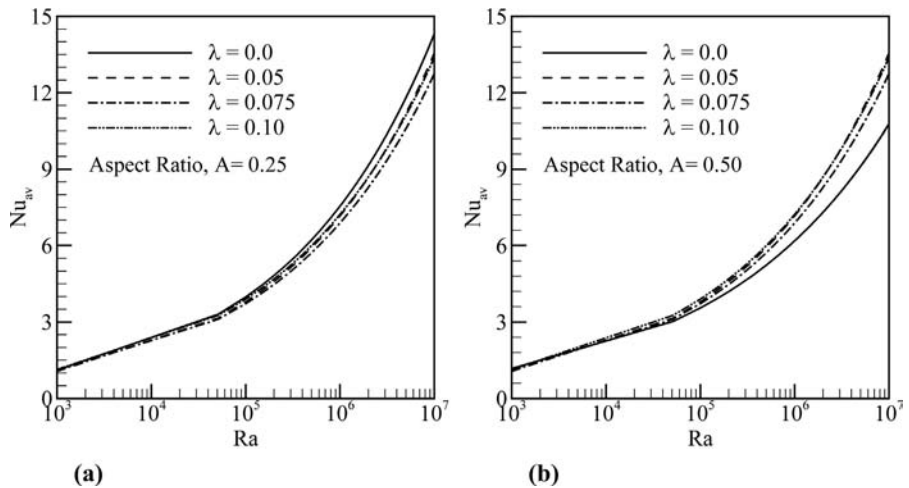 15
12
9
6
3
0
Nu_av
λ = 0.0
λ = 0.05
λ = 0.075
λ = 0.10
Aspect Ratio, A= 0.25
10^3
10^4
10^5
10^6
10^7
Ra
(a)
15
12
9
6
3
0
Nu_av
λ = 0.0
λ = 0.05
λ = 0.075
λ = 0.10
Aspect Ratio, A= 0.50
10^3
10^4
10^5
10^6
10^7
Ra
(b)